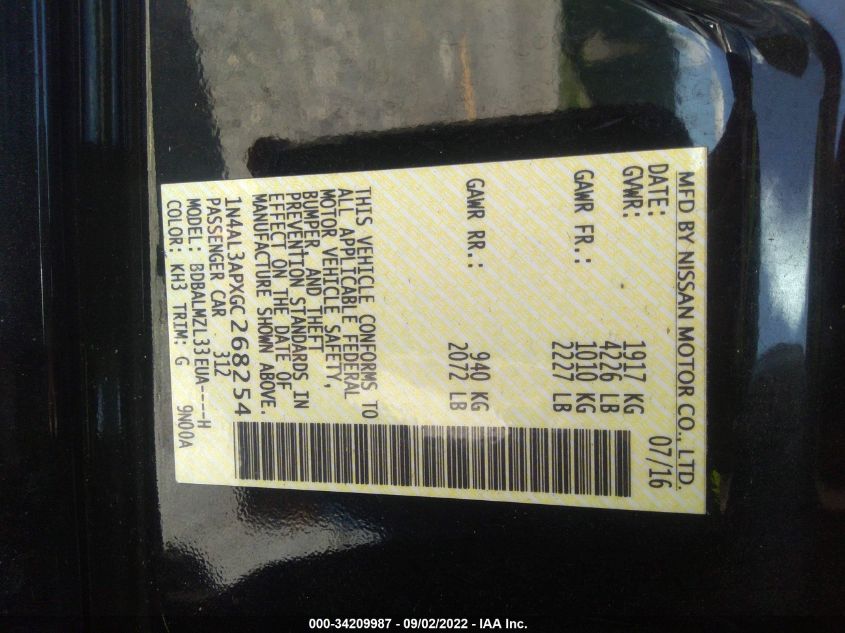 MFD BY NISSAN MOTOR CO., LTD.
DATE: 07/16
GVWR: 1917 KG
4226 LB
GAWR FR.: 1010 KG
2227 LB
GAWR RR.: 940 KG
2072 LB
THIS VEHICLE CONFORMS TO
ALL APPLICABLE FEDERAL
MOTOR VEHICLE SAFETY,
BUMPER, AND THEFT
PREVENTION STANDARDS IN
EFFECT ON THE DATE OF
MANUFACTURE SHOWN ABOVE.
1N4AL3APXGC268254
PASSENGER CAR 312
MODEL: BDBALMZL33EUA---H
COLOR: KH3 TRIM: G 9N00A
000-34209987 - 09/02/2022 - IAA Inc.